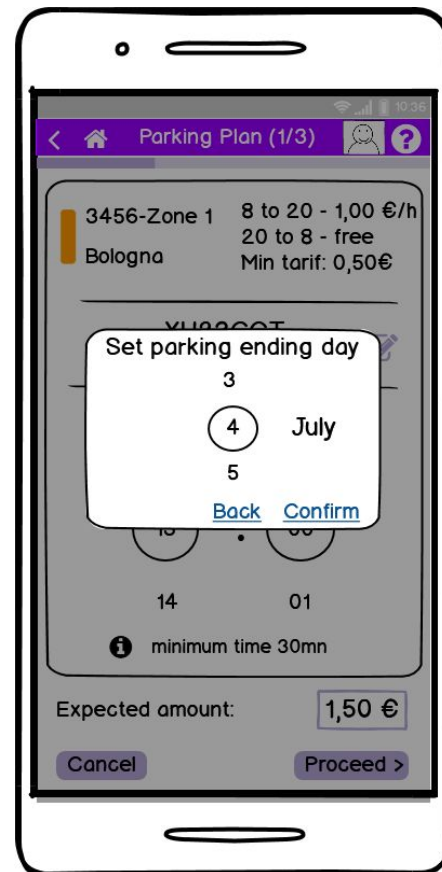 10:36
Parking Plan (1/3)
?
3456-Zone 1
8 to 20 - 1,00 €/h
20 to 8 - free
Bologna
Min tarif: 0,50€
Set parking ending day
3
4 July
5
Back Confirm
14 01
minimum time 30mn
Expected amount: 1,50 €
Cancel Proceed >